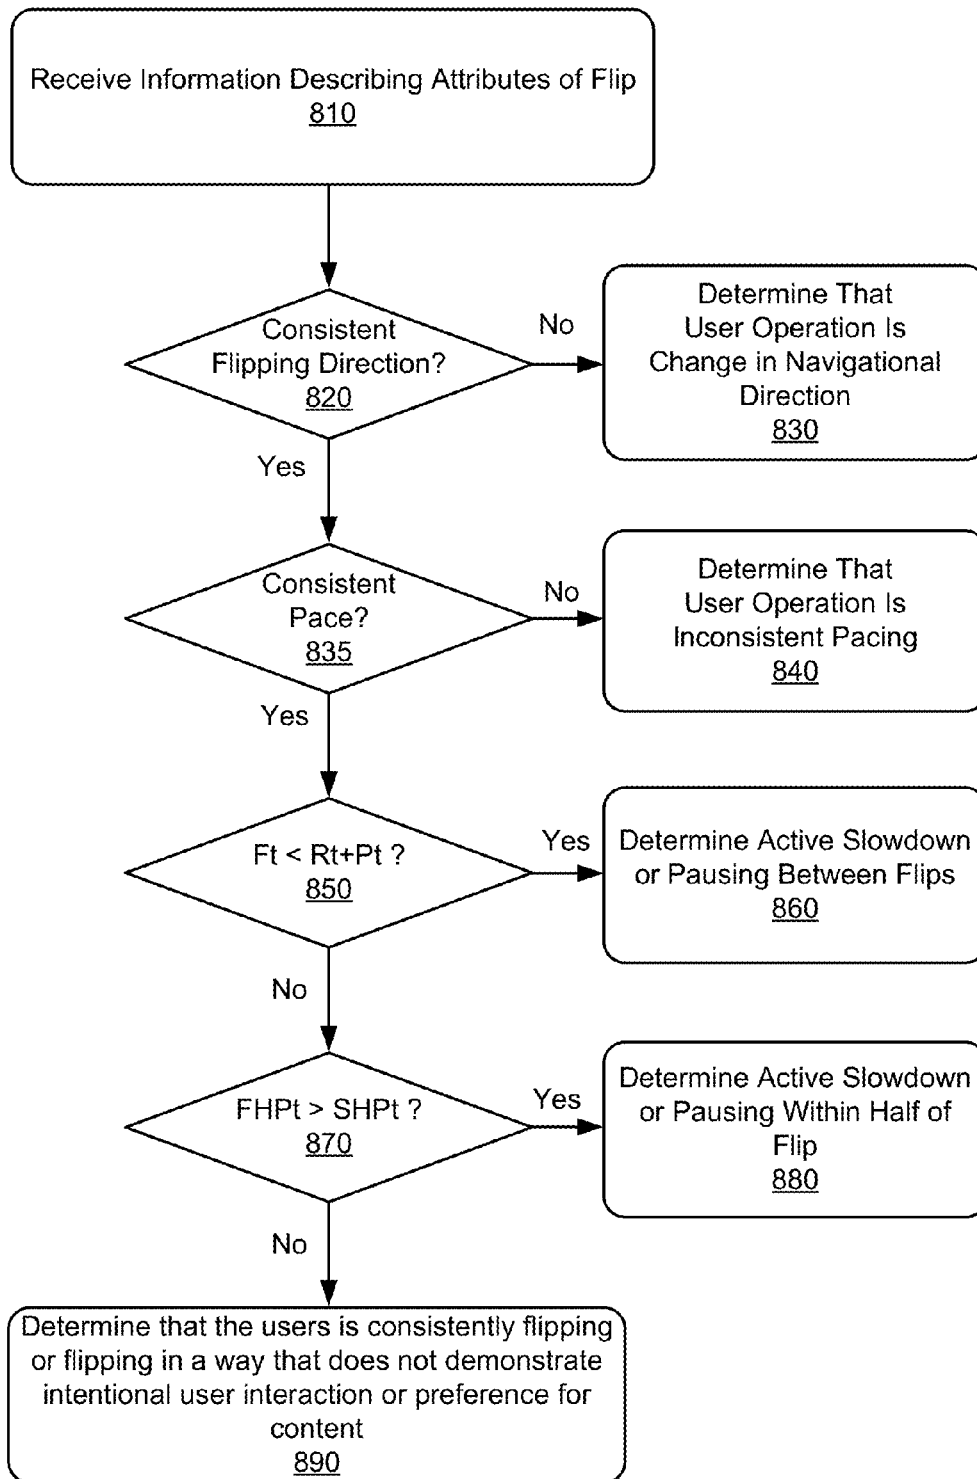 Receive Information Describing Attributes of Flip
810
Consistent
Flipping Direction?
820
No
Determine That
User Operation Is
Change in Navigational
Direction
830
Yes
Consistent
Pace?
835
No
Determine That
User Operation Is
Inconsistent Pacing
840
Yes
Ft < Rt+Pt ?
850
Yes
Determine Active Slowdown
or Pausing Between Flips
860
No
FHPt > SHPt ?
870
Yes
Determine Active Slowdown
or Pausing Within Half of
Flip
880
No
Determine that the users is consistently flipping
or flipping in a way that does not demonstrate
intentional user interaction or preference for
content
890